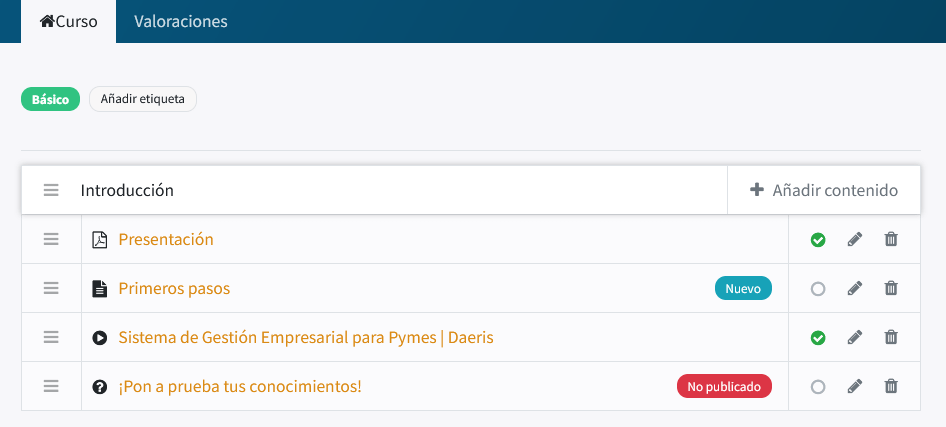 Curso Valoraciones
Básico Añadir etiqueta
Introducción Añadir contenido
Presentación
Primeros pasos Nuevo
Sistema de Gestión Empresarial para Pymes | Daeris
¡Pon a prueba tus conocimientos! No publicado